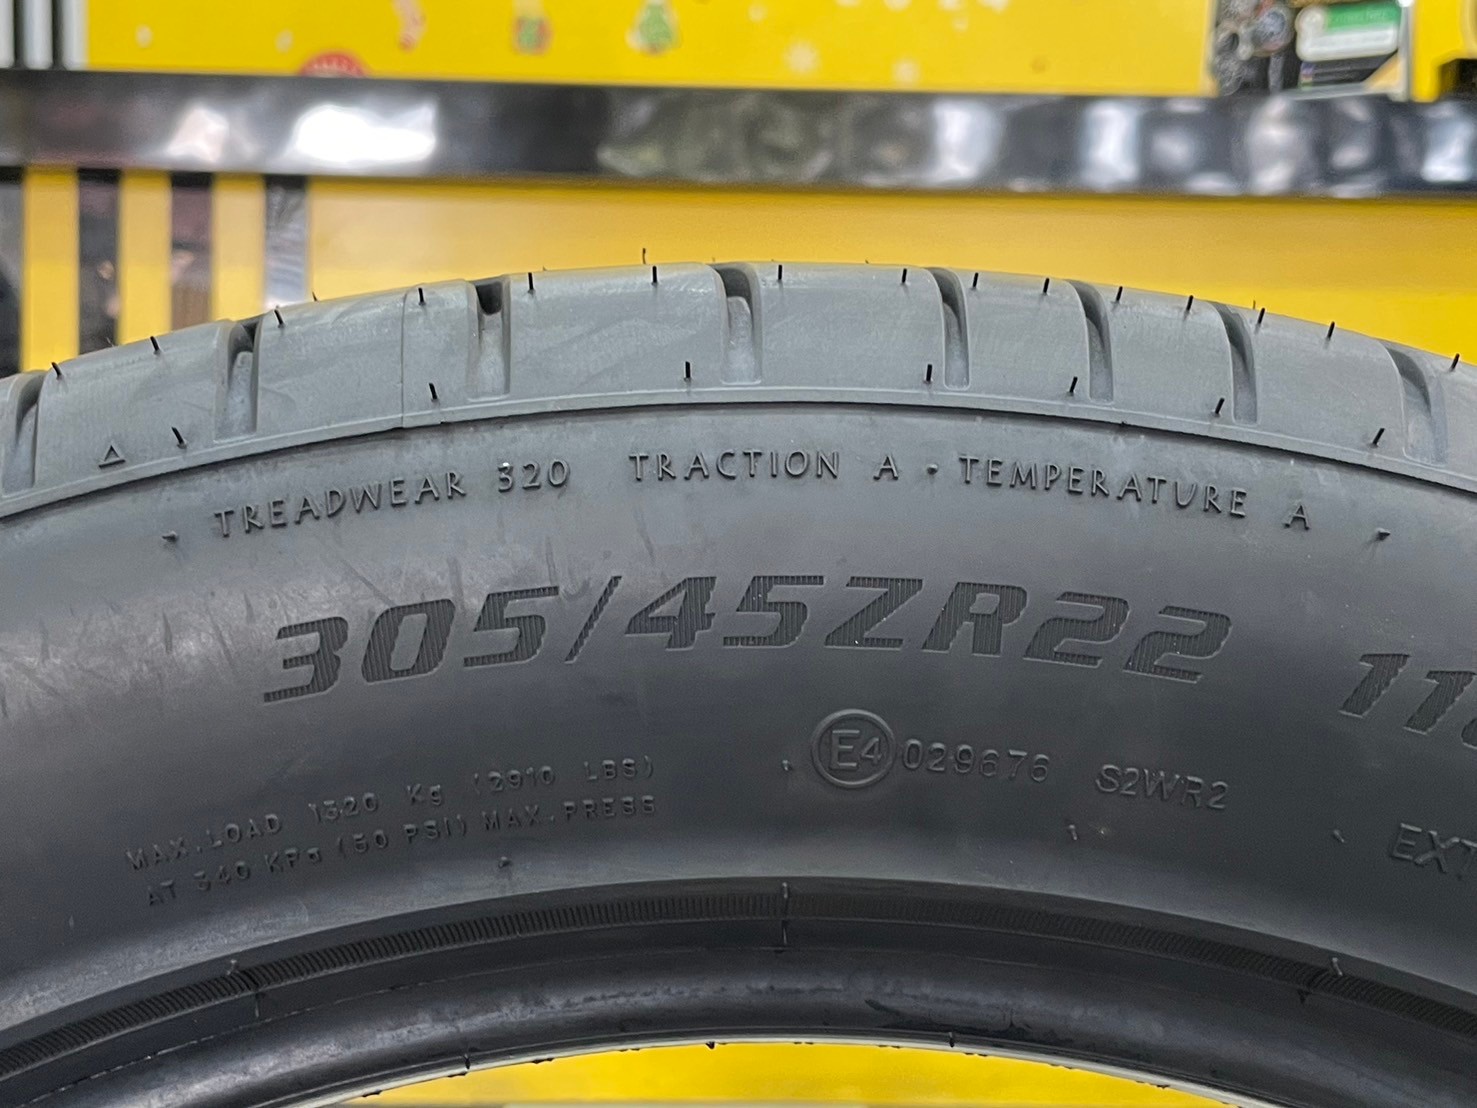 TREADWEAR 320 TRACTION A • TEMPERATURE A
305/45ZR22
E4 029676 S2WR2
MAX.LOAD 1320 Kg (2910 LBS)
AT 340 KPa (50 PSI) MAX.PRESS